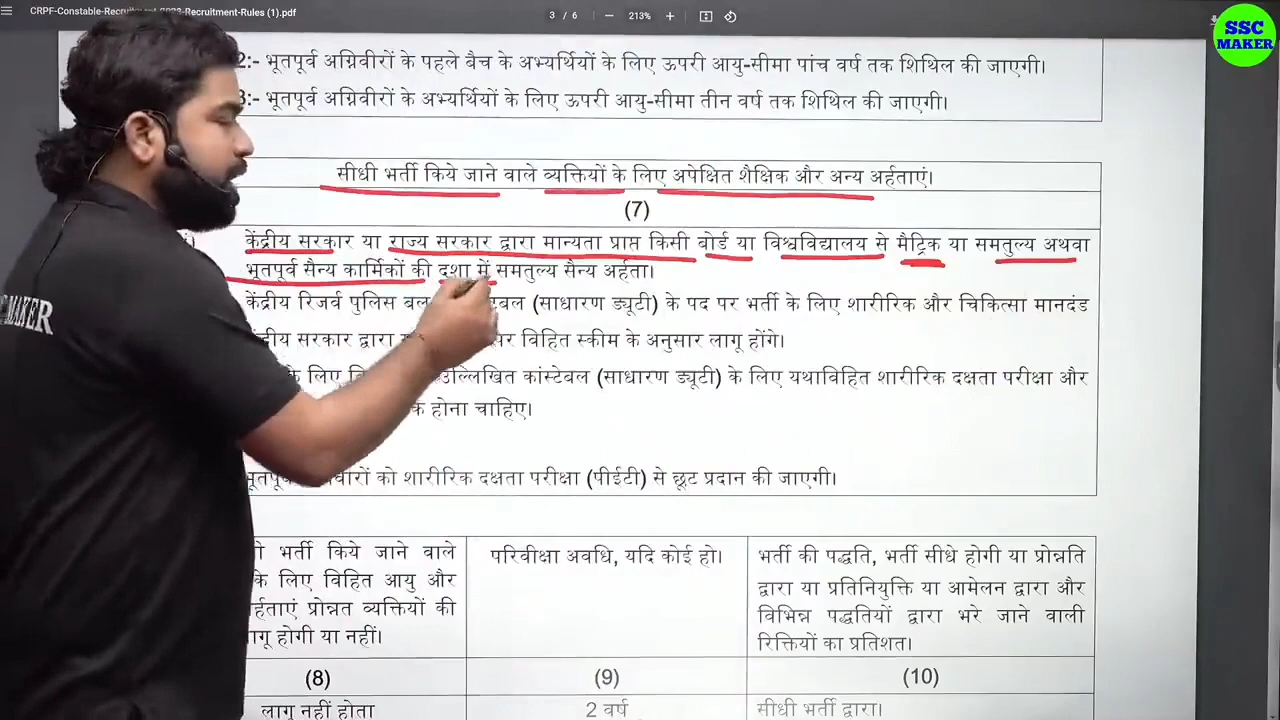 CRPF-Constable-Recruitment-2023-Recruitment-Rules (1).pdf
3 / 6
213%
SSC
MAKER
2:- भूतपूर्व अग्निवीरों के पहले बैच के अभ्यर्थियों के लिए ऊपरी आयु-सीमा पांच वर्ष तक शिथिल की जाएगी।
3:- भूतपूर्व अग्निवीरों के अभ्यर्थियों के लिए ऊपरी आयु-सीमा तीन वर्ष तक शिथिल की जाएगी।
सीधी भर्ती किये जाने वाले व्यक्तियों के लिए अपेक्षित शैक्षिक और अन्य अर्हताएं।
(7)
केंद्रीय सरकार या राज्य सरकार द्वारा मान्यता प्राप्त किसी बोर्ड या विश्वविद्यालय से मैट्रिक या समतुल्य अथवा
भूतपूर्व सैन्य कार्मिकों की दशा में समतुल्य सैन्य अर्हता।
केंद्रीय रिजर्व पुलिस बल (साधारण ड्यूटी) के पद पर भर्ती के लिए शारीरिक और चिकित्सा मानदंड
सरकार द्वारा विहित स्कीम के अनुसार लागू होंगे।
के लिए उल्लिखित कांस्टेबल (साधारण ड्यूटी) के लिए यथाविहित शारीरिक दक्षता परीक्षा और
होना चाहिए।
को शारीरिक दक्षता परीक्षा (पीईटी) से छूट प्रदान की जाएगी।
भर्ती किये जाने वाले
के लिए विहित आयु और
प्रोन्नत व्यक्तियों की
होगी या नहीं।
परिवीक्षा अवधि, यदि कोई हो।
भर्ती की पद्धति, भर्ती सीधे होगी या प्रोन्नति
द्वारा या प्रतिनियुक्ति या आमेलन द्वारा और
विभिन्न पद्धतियों द्वारा भरे जाने वाली
रिक्तियों का प्रतिशत।
(8)
(9)
(10)
लागू नहीं होता
2 वर्ष
सीधी भर्ती द्वारा।
MAKER